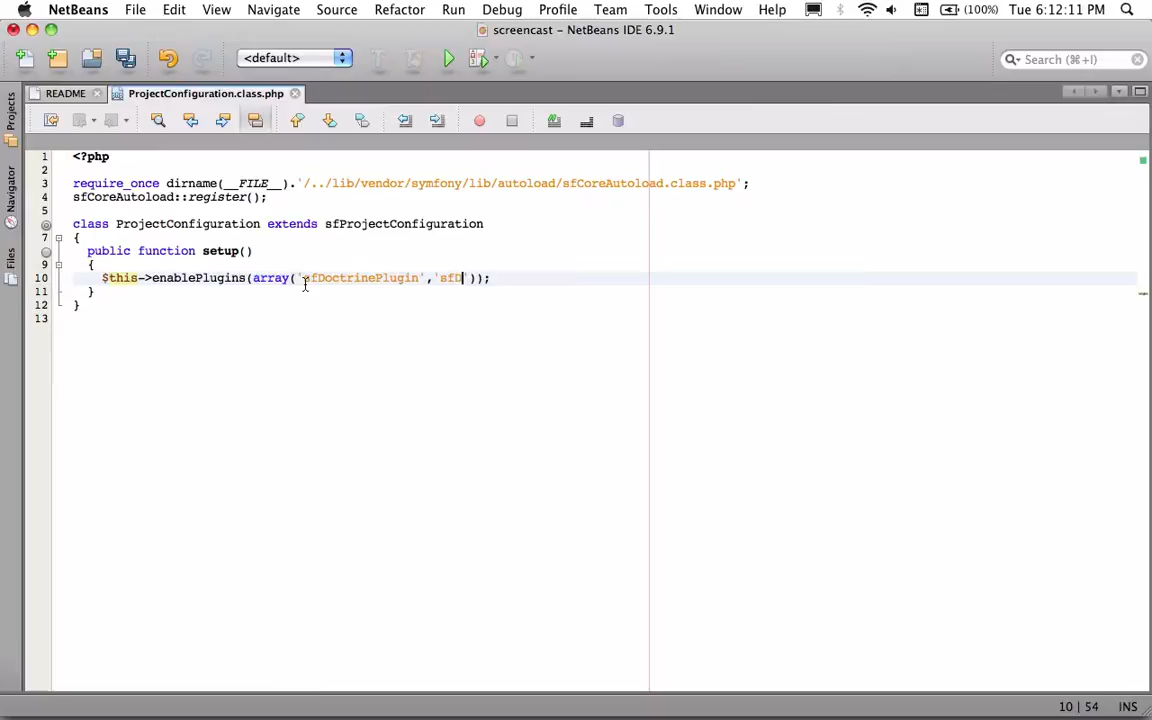 NetBeans File Edit View Navigate Source Refactor Run Debug Profile Team Tools Window Help (100%) Tue 6:12:11 PM
screencast - NetBeans IDE 6.9.1
<default> Search (⌘+I)
Projects
Navigator
Files
README ProjectConfiguration.class.php
1 <?php
2
3 require_once dirname(__FILE__).'/../lib/vendor/symfony/lib/autoload/sfCoreAutoload.class.php';
4 sfCoreAutoload::register();
5
class ProjectConfiguration extends sfProjectConfiguration
7 {
public function setup()
9 {
10 $this->enablePlugins(array('sfDoctrinePlugin','sfD'));
11 }
12 }
13
10 | 54 INS